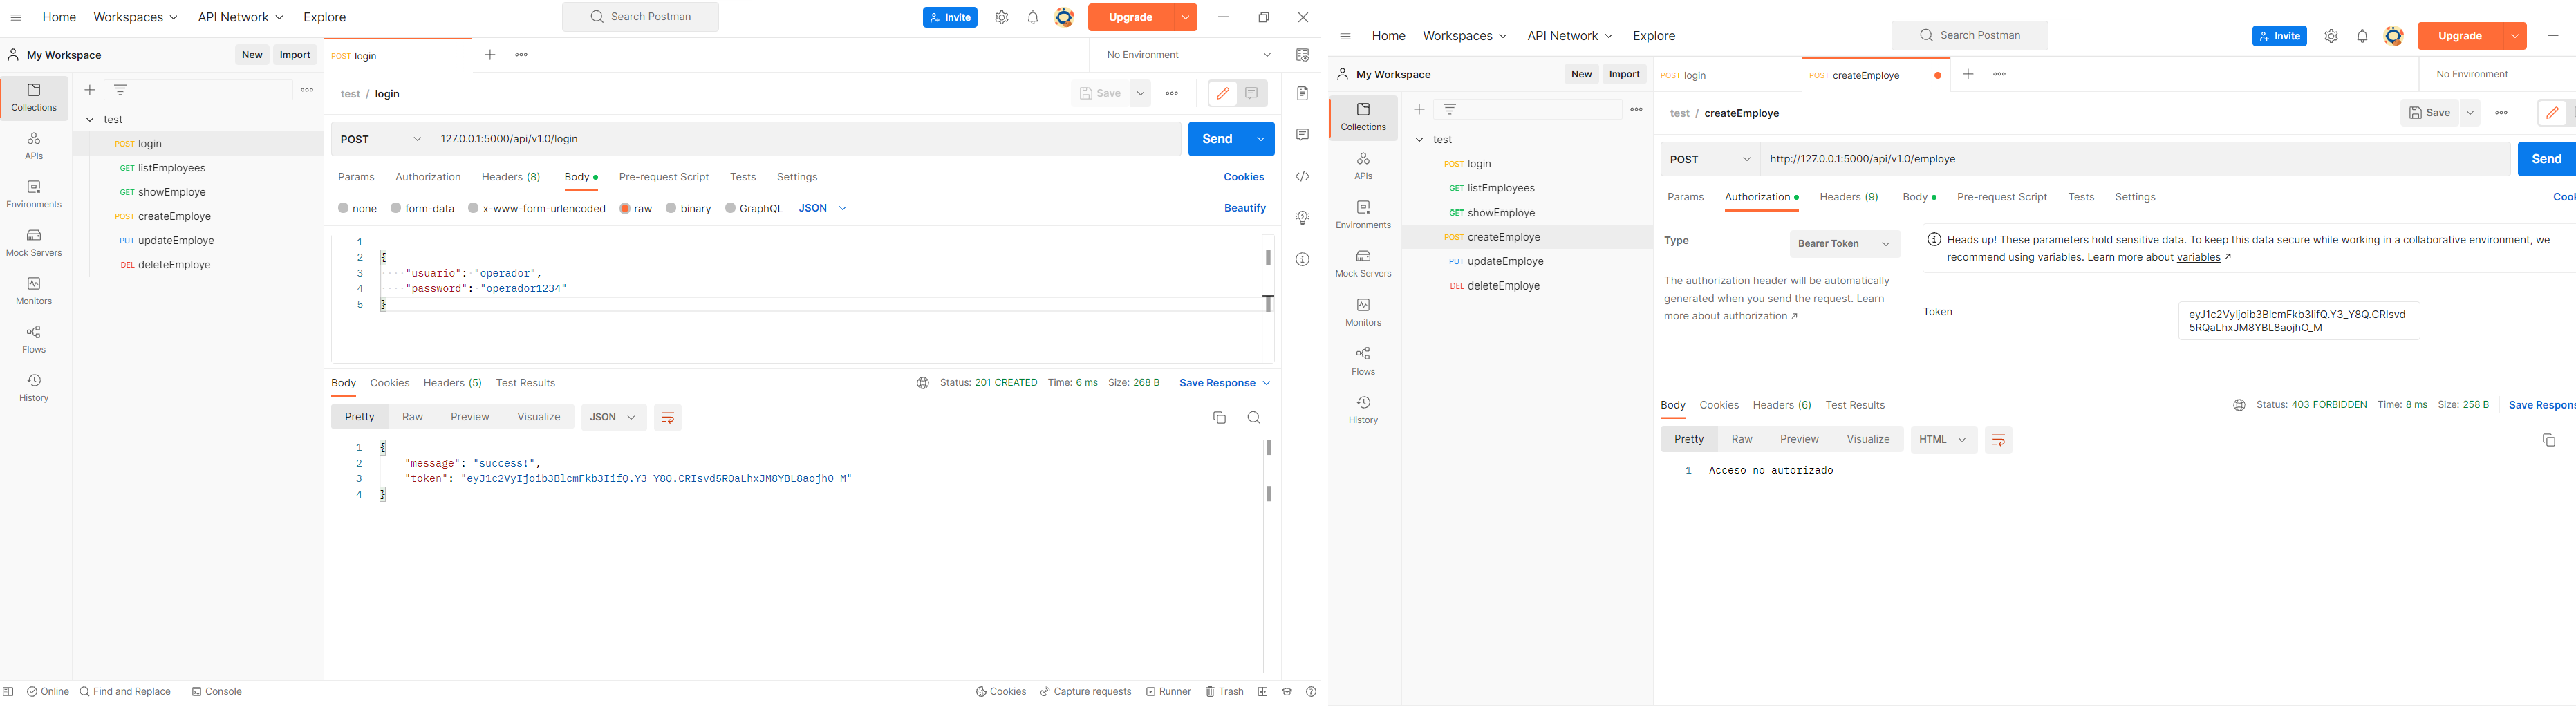 Home Workspaces API Network Explore Search Postman Invite Upgrade
My Workspace New Import POST login No Environment
Collections
test / login Save
test
POST 127.0.0.1:5000/api/v1.0/login Send
POST login
GET listEmployees
GET showEmploye
POST createEmploye
PUT updateEmploye
DEL deleteEmploye
APIs
Environments
Mock Servers
Monitors
Flows
History
Params Authorization Headers (8) Body Pre-request Script Tests Settings Cookies
none form-data x-www-form-urlencoded raw binary GraphQL JSON Beautify
1
2 {
3 "usuario": "operador",
4 "password": "operador1234"
5 }
Body Cookies Headers (5) Test Results Status: 201 CREATED Time: 6 ms Size: 268 B Save Response
Pretty Raw Preview Visualize JSON
1 {
2 "message": "success!",
3 "token": "eyJ1c2VyIjoib3BlcmFkb3IifQ.Y3_Y8Q.CRIsvd5RQaLhxJM8YBL8aojhO_M"
4 }
Online Find and Replace Console Cookies Capture requests Runner Trash
Home Workspaces API Network Explore Search Postman Invite Upgrade
My Workspace New Import POST login POST createEmploye No Environment
Collections
test / createEmploye Save
test
POST http://127.0.0.1:5000/api/v1.0/employe Send
POST login
GET listEmployees
GET showEmploye
POST createEmploye
PUT updateEmploye
DEL deleteEmploye
APIs
Environments
Mock Servers
Monitors
Flows
History
Params Authorization Headers (9) Body Pre-request Script Tests Settings Coo
Type Bearer Token
The authorization header will be automatically
generated when you send the request. Learn
more about authorization
Heads up! These parameters hold sensitive data. To keep this data secure while working in a collaborative environment, we
recommend using variables. Learn more about variables
Token
eyJ1c2VyIjoib3BlcmFkb3IifQ.Y3_Y8Q.CRIsvd
5RQaLhxJM8YBL8aojhO_M
Body Cookies Headers (6) Test Results Status: 403 FORBIDDEN Time: 8 ms Size: 258 B Save Respons
Pretty Raw Preview Visualize HTML
1 Acceso no autorizado